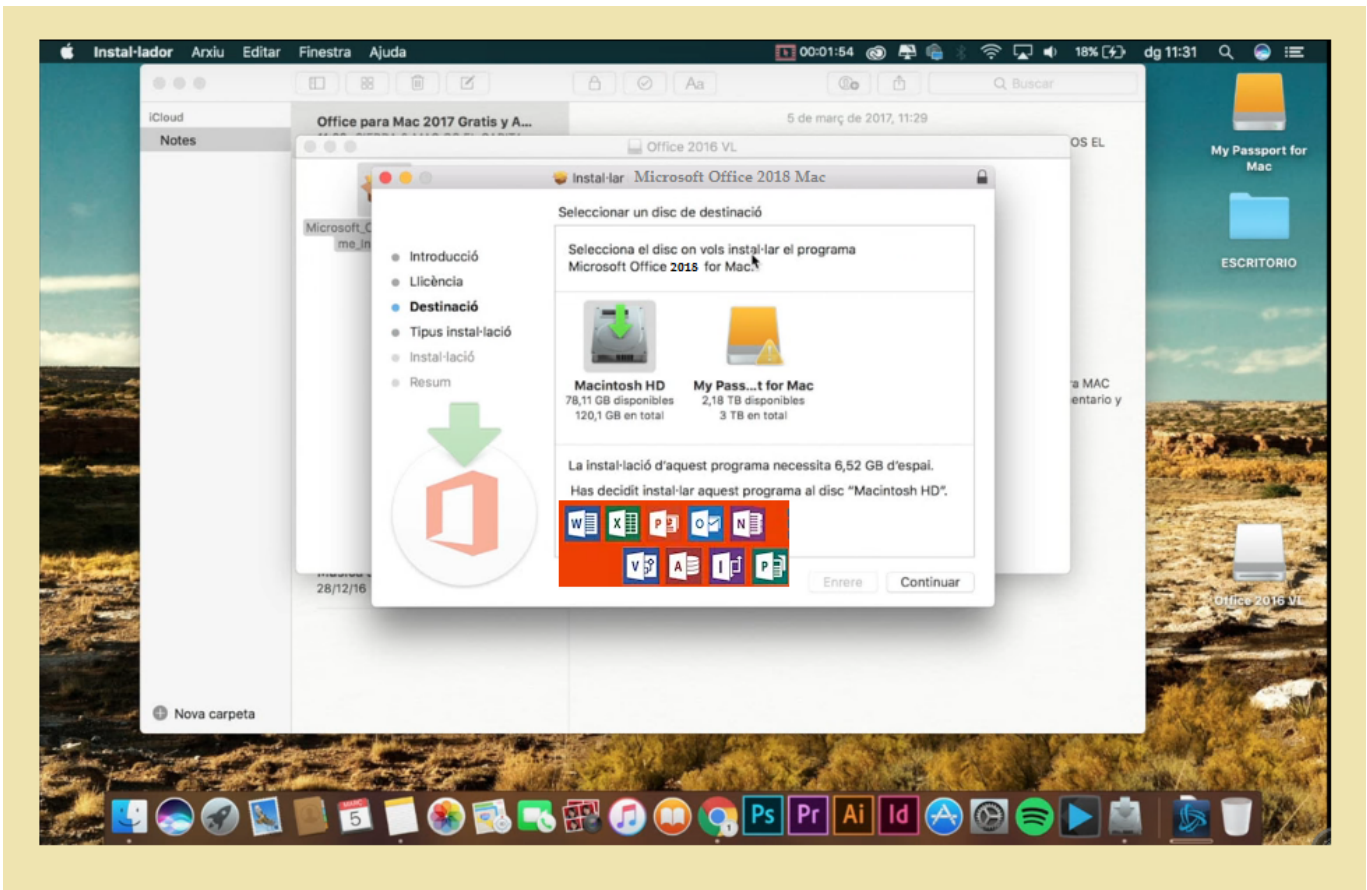 Instal·lador Arxiu Editar Finestra Ajuda 00:01:54 18% dg 11:31
Aa
Buscar
iCloud
Notes
Office para Mac 2017 Gratis y A...
5 de març de 2017, 11:29
OS EL
Office 2016 VL
My Passport for
Mac
Instal·lar Microsoft Office 2018 Mac
Microsoft_
me_In
Seleccionar un disc de destinació
Introducció
Llicència
Destinació
Tipus instal·lació
Instal·lació
Resum
Selecciona el disc on vols instal·lar el programa
Microsoft Office 2018 for Mac.
ESCRITORIO
Macintosh HD
78,11 GB disponibles
120,1 GB en total
My Pass...t for Mac
2,18 TB disponibles
3 TB en total
a MAC
entario y
La instal·lació d'aquest programa necessita 6,52 GB d'espai.
Has decidit instal·lar aquest programa al disc “Macintosh HD”.
W X P O N
V A I P
Enrere Continuar
28/12/16
Office 2016 VL
Nova carpeta
MARÇ
5
1
Ps Pr Ai Id